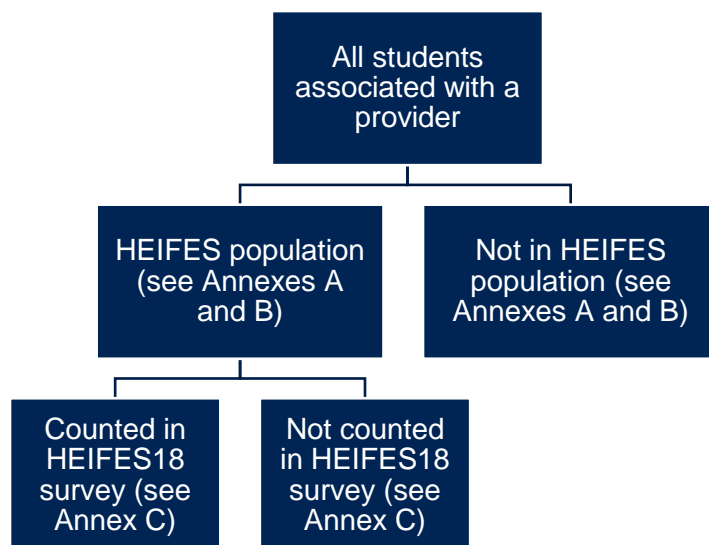 All students
associated with a
provider
HEIFES population
(see Annexes A
and B)
Not in HEIFES
population (see
Annexes A and B)
Counted in
HEIFES18
survey (see
Annex C)
Not counted
in HEIFES18
survey (see
Annex C)